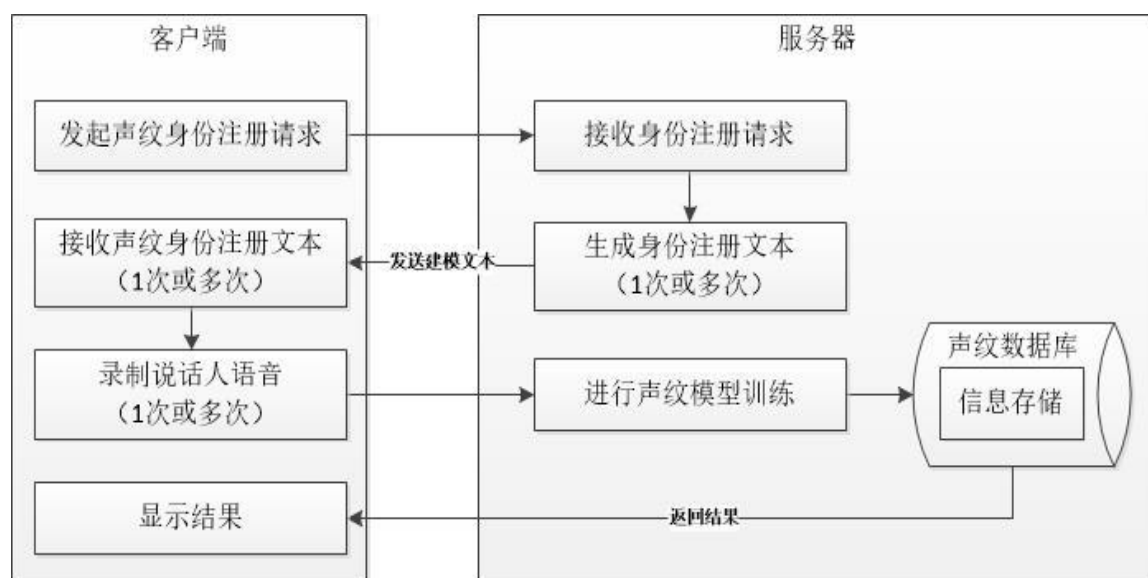 客户端
服务器
发起声纹身份注册请求
接收身份注册请求
接收声纹身份注册文本
（1次或多次）
发送建模文本
生成身份注册文本
（1次或多次）
录制说话人语音
（1次或多次）
进行声纹模型训练
声纹数据库
信息存储
显示结果
返回结果